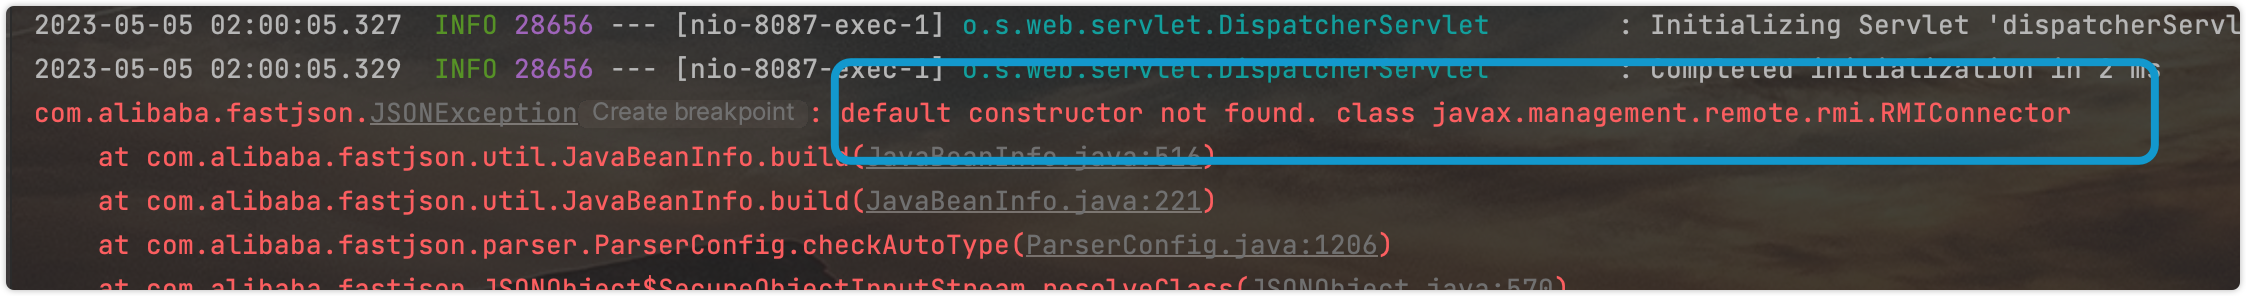 2023-05-05 02:00:05.327  INFO 28656 --- [nio-8087-exec-1] o.s.web.servlet.DispatcherServlet        : Initializing Servlet 'dispatcherServl
2023-05-05 02:00:05.329  INFO 28656 --- [nio-8087-exec-1] o.s.web.servlet.DispatcherServlet        : Completed initialization in 2 ms
com.alibaba.fastjson.JSONException Create breakpoint : default constructor not found. class javax.management.remote.rmi.RMIConnector
    at com.alibaba.fastjson.util.JavaBeanInfo.build(JavaBeanInfo.java:516)
    at com.alibaba.fastjson.util.JavaBeanInfo.build(JavaBeanInfo.java:221)
    at com.alibaba.fastjson.parser.ParserConfig.checkAutoType(ParserConfig.java:1206)
    at com.alibaba.fastjson.JSONObject$SecureObjectInputStream.resolveClass(JSONObject.java:570)